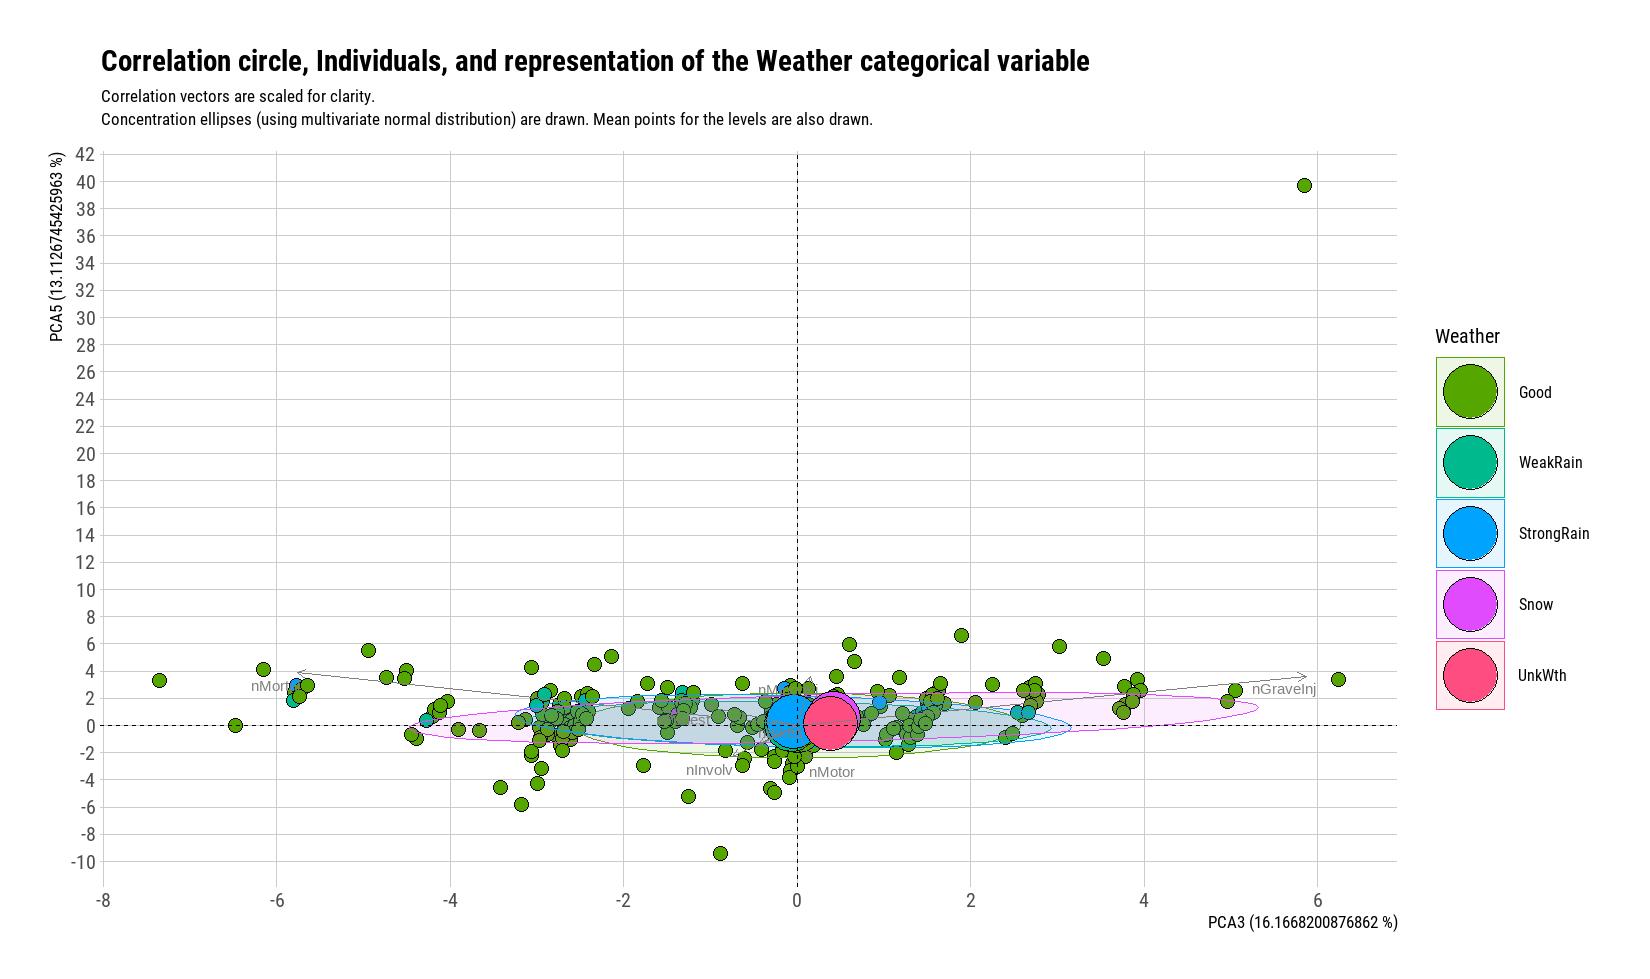 Correlation circle, Individuals, and representation of the Weather categorical variable
Correlation vectors are scaled for clarity.
Concentration ellipses (using multivariate normal distribution) are drawn. Mean points for the levels are also drawn.
PCA5 (13.1126745425963 %)
42
40
38
36
34
32
30
28
26
24
22
20
18
16
14
12
10
8
6
4
2
0
-2
-4
-6
-8
-10
nMort
nGraveInj
nInvolv
nMotor
-8
-6
-4
-2
0
2
4
6
PCA3 (16.1668200876862 %)
Weather
Good
WeakRain
StrongRain
Snow
UnkWth